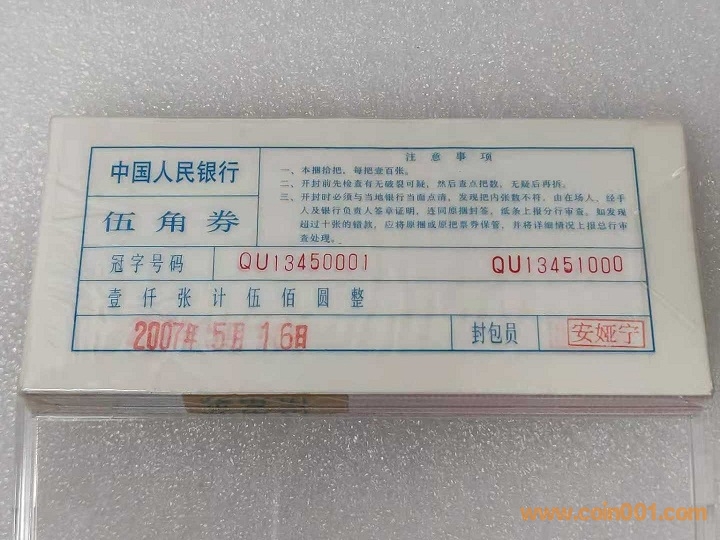 中国人民银行
伍角券
注意事项
一、本捆拾把，每把壹百张。
二、开封前先检查有无破裂可疑，然后查点把数，无疑后再拆。
三、开封时必须与当地银行当面点清，发现把内张数不符，由在场人、经手
人及银行负责人签章证明，连同原捆封签、纸条上报分行审查。如发现
超过十张的错款，应将原捆或原把票券保管，并将详细情况上报总行审
查处理。
冠字号码 QU13450001 QU13451000
壹仟张计伍佰圆整
2007年5月16日 封包员 安娅宁
www.coin001.com